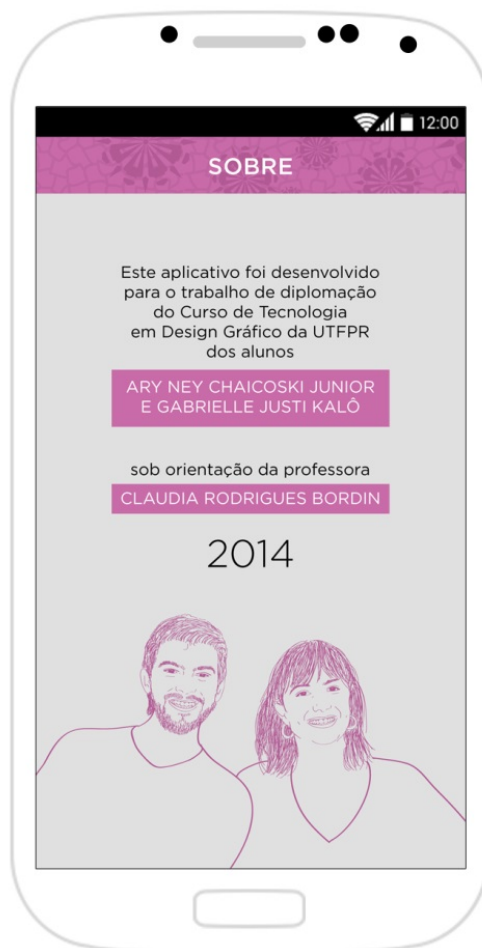 12:00
SOBRE
Este aplicativo foi desenvolvido
para o trabalho de diplomação
do Curso de Tecnologia
em Design Gráfico da UTFPR
dos alunos
ARY NEY CHAICOSKI JUNIOR
E GABRIELLE JUSTI KALÔ
sob orientação da professora
CLAUDIA RODRIGUES BORDIN
2014